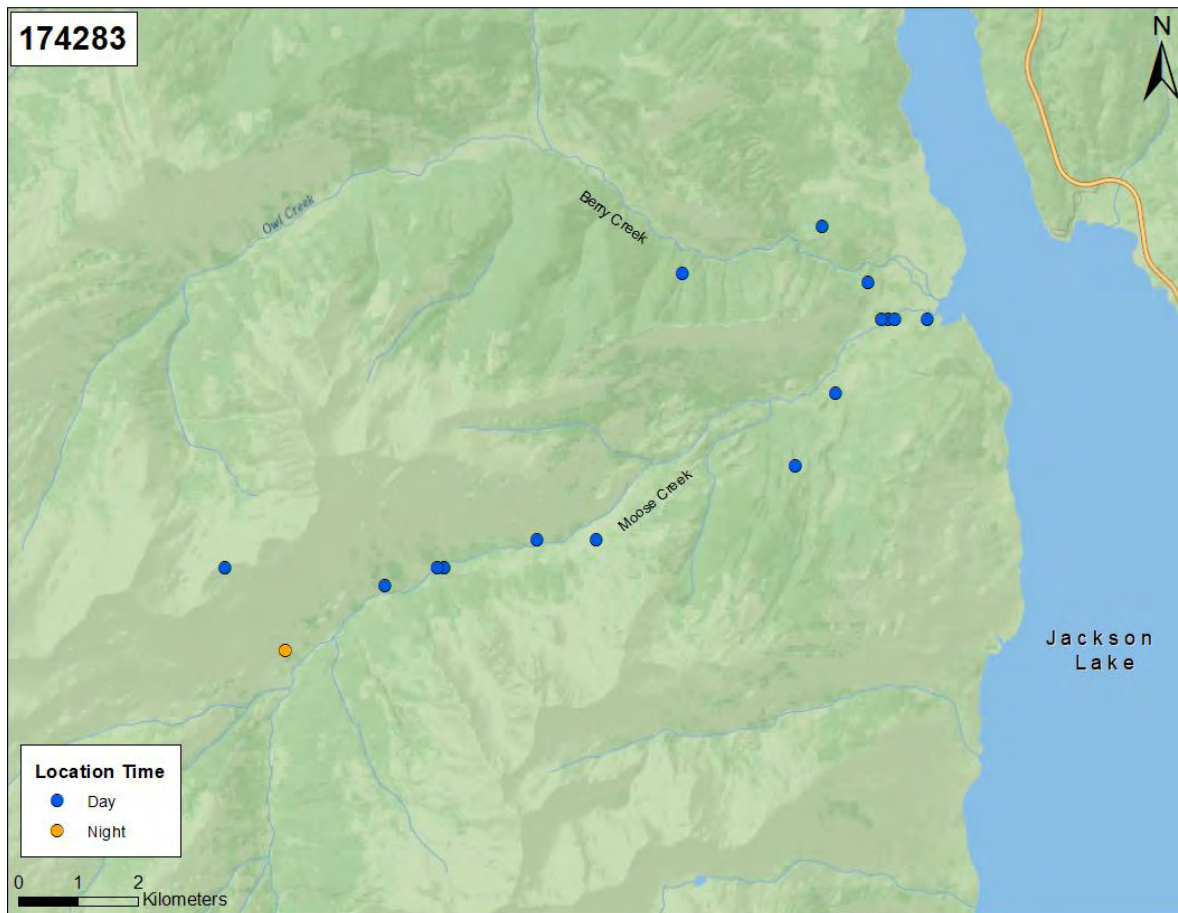 174283
N
Owl Creek
Berry Creek
Moose Creek
Jackson
Lake
Location Time
Day
Night
0 1 2
Kilometers